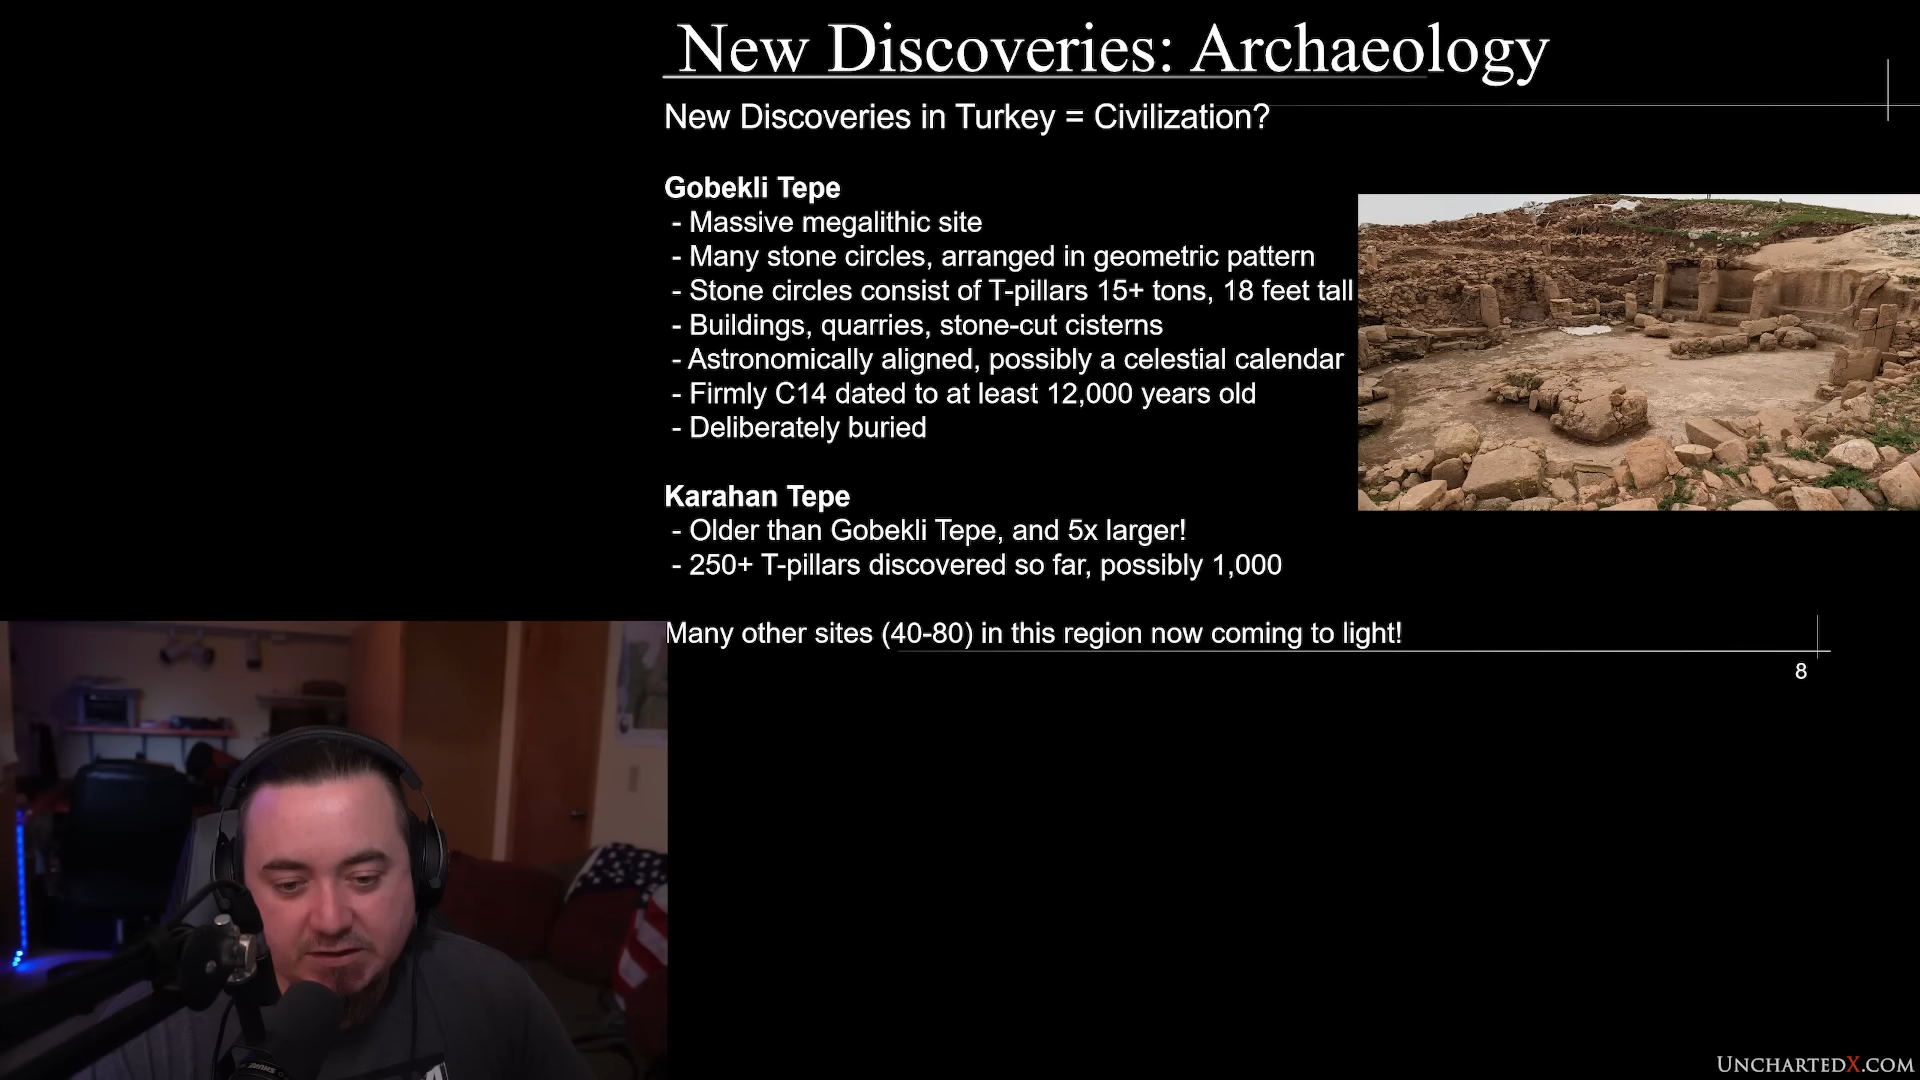 New Discoveries: Archaeology
New Discoveries in Turkey = Civilization?
Gobekli Tepe
- Massive megalithic site
- Many stone circles, arranged in geometric pattern
- Stone circles consist of T-pillars 15+ tons, 18 feet tall
- Buildings, quarries, stone-cut cisterns
- Astronomically aligned, possibly a celestial calendar
- Firmly C14 dated to at least 12,000 years old
- Deliberately buried
Karahan Tepe
- Older than Gobekli Tepe, and 5x larger!
- 250+ T-pillars discovered so far, possibly 1,000
Many other sites (40-80) in this region now coming to light!
8
UNCHARTEDX.COM